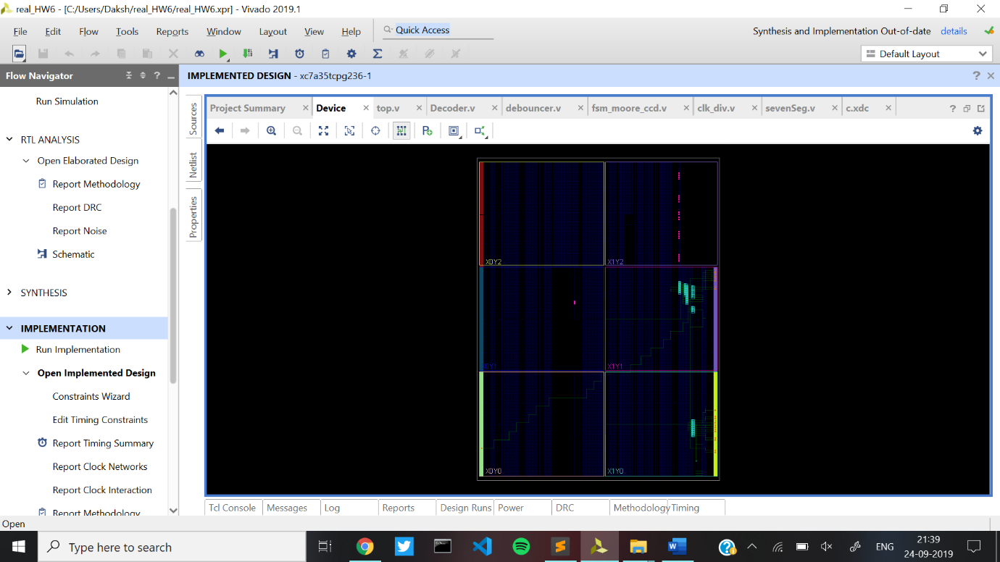 real_HW6 - [C:/Users/Daksh/real_HW6/real_HW6.xpr] - Vivado 2019.1
File Edit Flow Tools Reports Window Layout View Help Quick Access
Synthesis and Implementation Out-of-date details
Default Layout
Flow Navigator
IMPLEMENTED DESIGN - xc7a35tcpg236-1
Run Simulation
RTL ANALYSIS
Open Elaborated Design
Report Methodology
Report DRC
Report Noise
Schematic
SYNTHESIS
IMPLEMENTATION
Run Implementation
Open Implemented Design
Constraints Wizard
Edit Timing Constraints
Report Timing Summary
Report Clock Networks
Report Clock Interaction
Report Methodology
Sources
Netlist
Properties
Project Summary Device top.v Decoder.v debouncer.v fsm_moore_ccd.v clk_div.v sevenSeg.v c.xdc
X0Y2 X1Y2
X0Y1 X1Y1
X0Y0 X1Y0
Tcl Console Messages Log Reports Design Runs Power DRC Methodology Timing
Open
Type here to search
ENG
21:39
24-09-2019